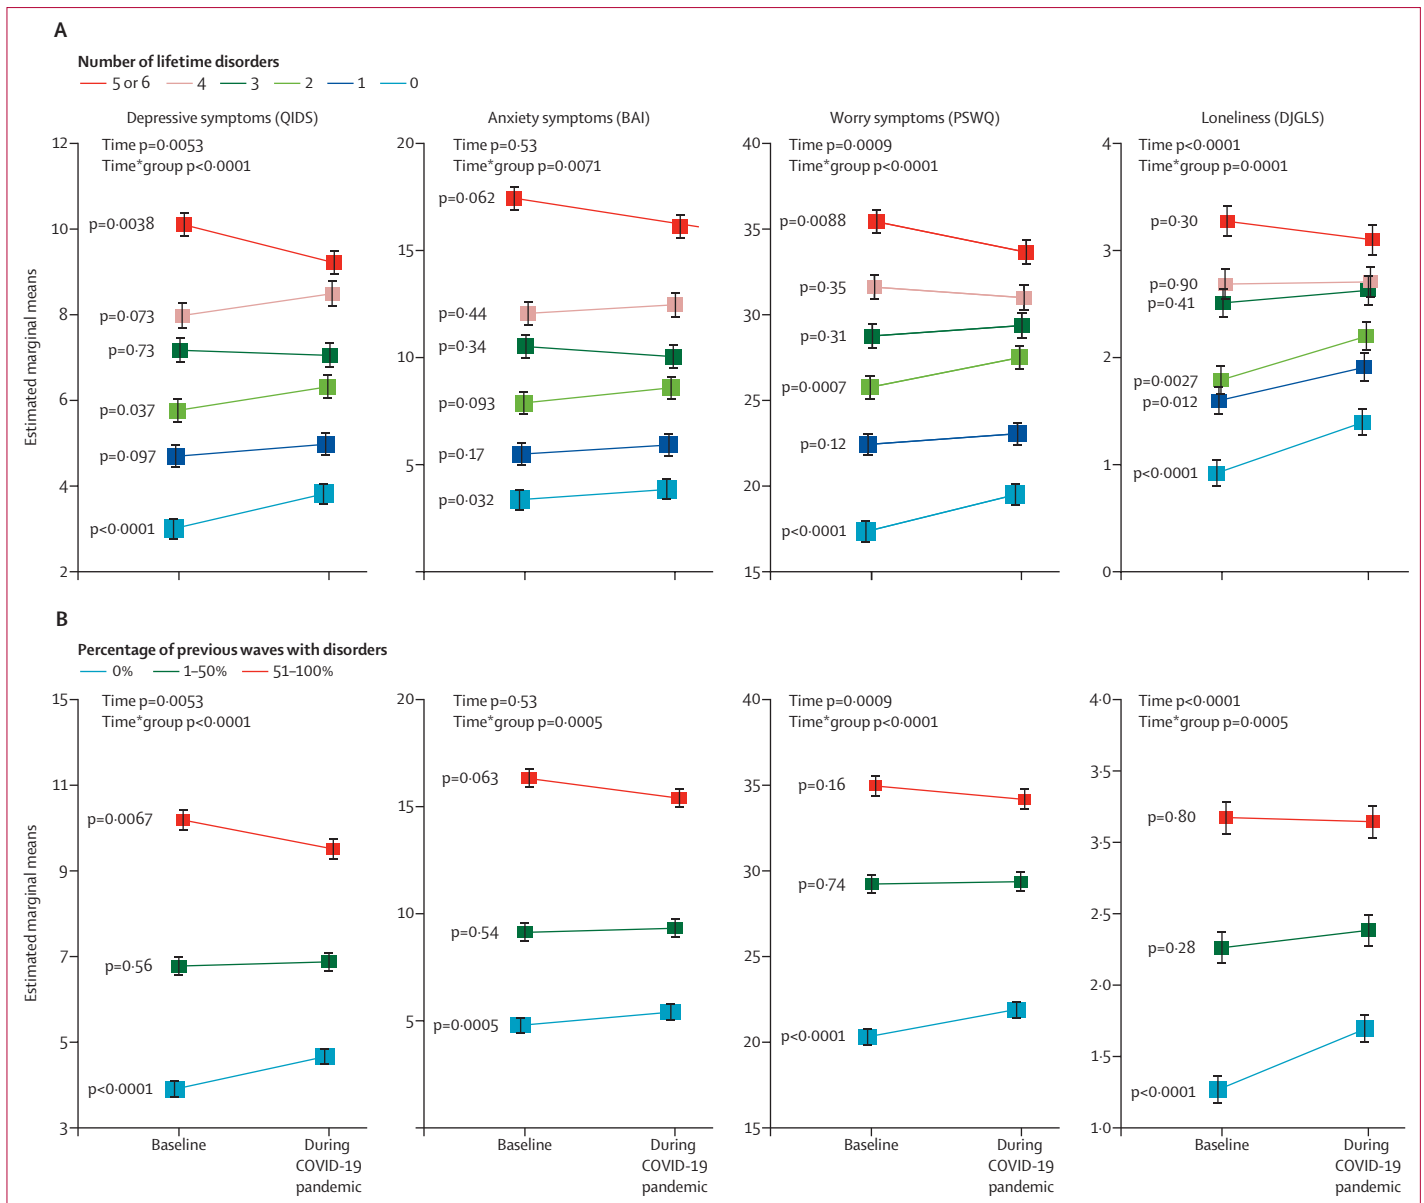 A
Number of lifetime disorders
5 or 6 4 3 2 1 0
Depressive symptoms (QIDS)
Time p=0·0053
Time*group p<0·0001
Estimated marginal means
12
10
8
6
4
2
p=0·0038
p=0·073
p=0·73
p=0·037
p=0·097
p<0·0001
Anxiety symptoms (BAI)
Time p=0·53
Time*group p=0·0071
20
15
10
5
p=0·062
p=0·44
p=0·34
p=0·093
p=0·17
p=0·032
Worry symptoms (PSWQ)
Time p=0·0009
Time*group p<0·0001
40
35
30
25
20
15
p=0·0088
p=0·35
p=0·31
p=0·0007
p=0·12
p<0·0001
Loneliness (DJGLS)
Time p<0·0001
Time*group p=0·0001
4
3
2
1
0
p=0·30
p=0·90
p=0·41
p=0·0027
p=0·012
p<0·0001
B
Percentage of previous waves with disorders
0% 1–50% 51–100%
Time p=0·0053
Time*group p<0·0001
Estimated marginal means
15
11
9
7
5
3
p=0·0067
p=0·56
p<0·0001
Baseline
During
COVID-19
pandemic
Time p=0·53
Time*group p=0·0005
20
15
10
5
p=0·063
p=0·54
p=0·0005
Baseline
During
COVID-19
pandemic
Time p=0·0009
Time*group p<0·0001
40
35
30
25
20
15
p=0·16
p=0·74
p<0·0001
Baseline
During
COVID-19
pandemic
Time p<0·0001
Time*group p=0·0005
4·0
3·5
3·5
2·5
2·0
1·5
1·0
p=0·80
p=0·28
p<0·0001
Baseline
During
COVID-19
pandemic